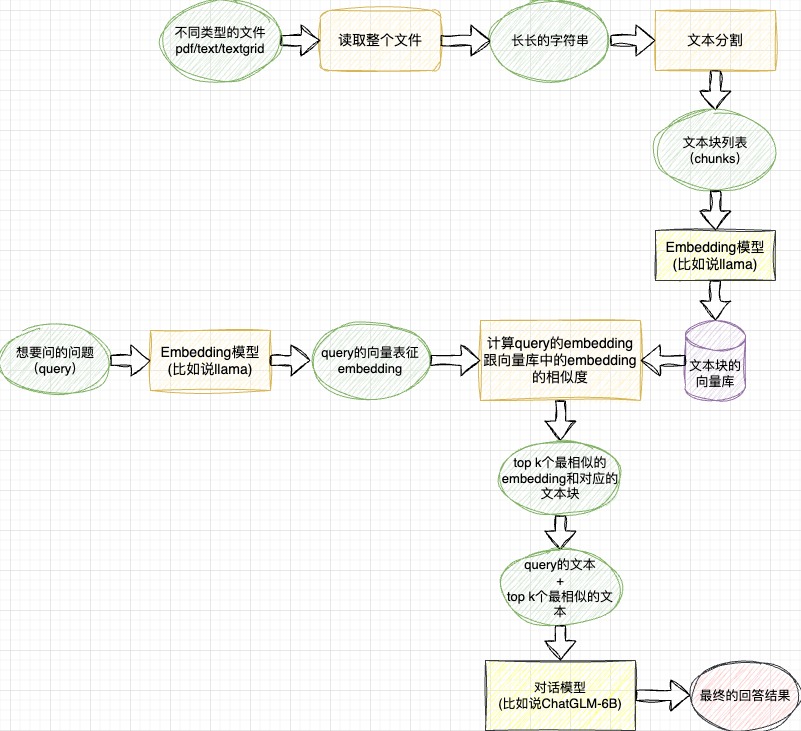 不同类型的文件
pdf/text/textgrid
读取整个文件
长长的字符串
文本分割
文本块列表
(chunks)
Embedding模型
(比如说llama)
想要问的问题
(query)
Embedding模型
(比如说llama)
query的向量表征
embedding
计算query的embedding
跟向量库中的embedding
的相似度
文本块的
向量库
top k个最相似的
embedding和对应的
文本块
query的文本
+
top k个最相似的文
本
对话模型
(比如说ChatGLM-6B)
最终的回答结果